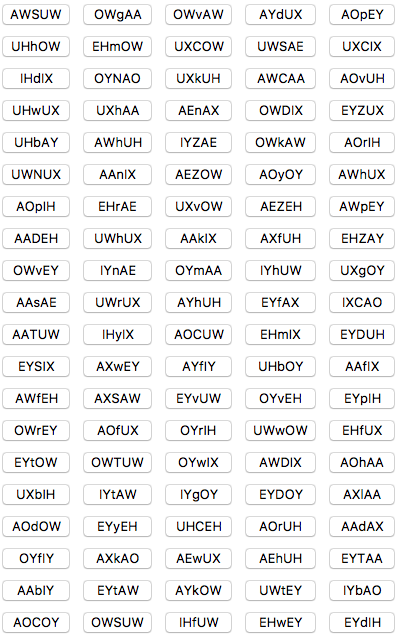 AWSUW OWgAA OWvAW AYdUX AOpEY
UHhOW EHmOW UXCOW UWSAE UXCIX
IHdIX OYNAO UXkUH AWCAA AOvUH
UHwUX UXhAA AEnAX OWDIX EYZUX
UHbAY AWhUH IYZAE OWkAW AOrIH
UWNUX AAnIX AEZOW AOyOY AWhUX
AOpIH EHrAE UXvOW AEZEH AWpEY
AADEH UWhUX AAkIX AXfUH EHZAY
OWvEY IYnAE OYmAA IYhUW UXgOY
AAsAE UWrUX AYhUH EYfAX IXCAO
AATUW IHyIX AOCUW EHmIX EYDUH
EYSIX AXwEY AYfIY UHbOY AAfIX
AWfEH AXSAW EYvUW OYvEH EYpIH
OWrEY AOfUX OYrIH UWwOW EHfUX
EYtOW OWTUW OYwIX AWDIX AOhAA
UXbIH IYtAW IYgOY EYDOY AXlAA
AOdOW EYyEH UHCEH AOrUH AAdAX
OYfIY AXkAO AEwUX AEhUH EYTAA
AAbIY EYtAW AYkOW UWtEY IYbAO
AOCOY OWSUW IHfUW EHwEY EYdIH